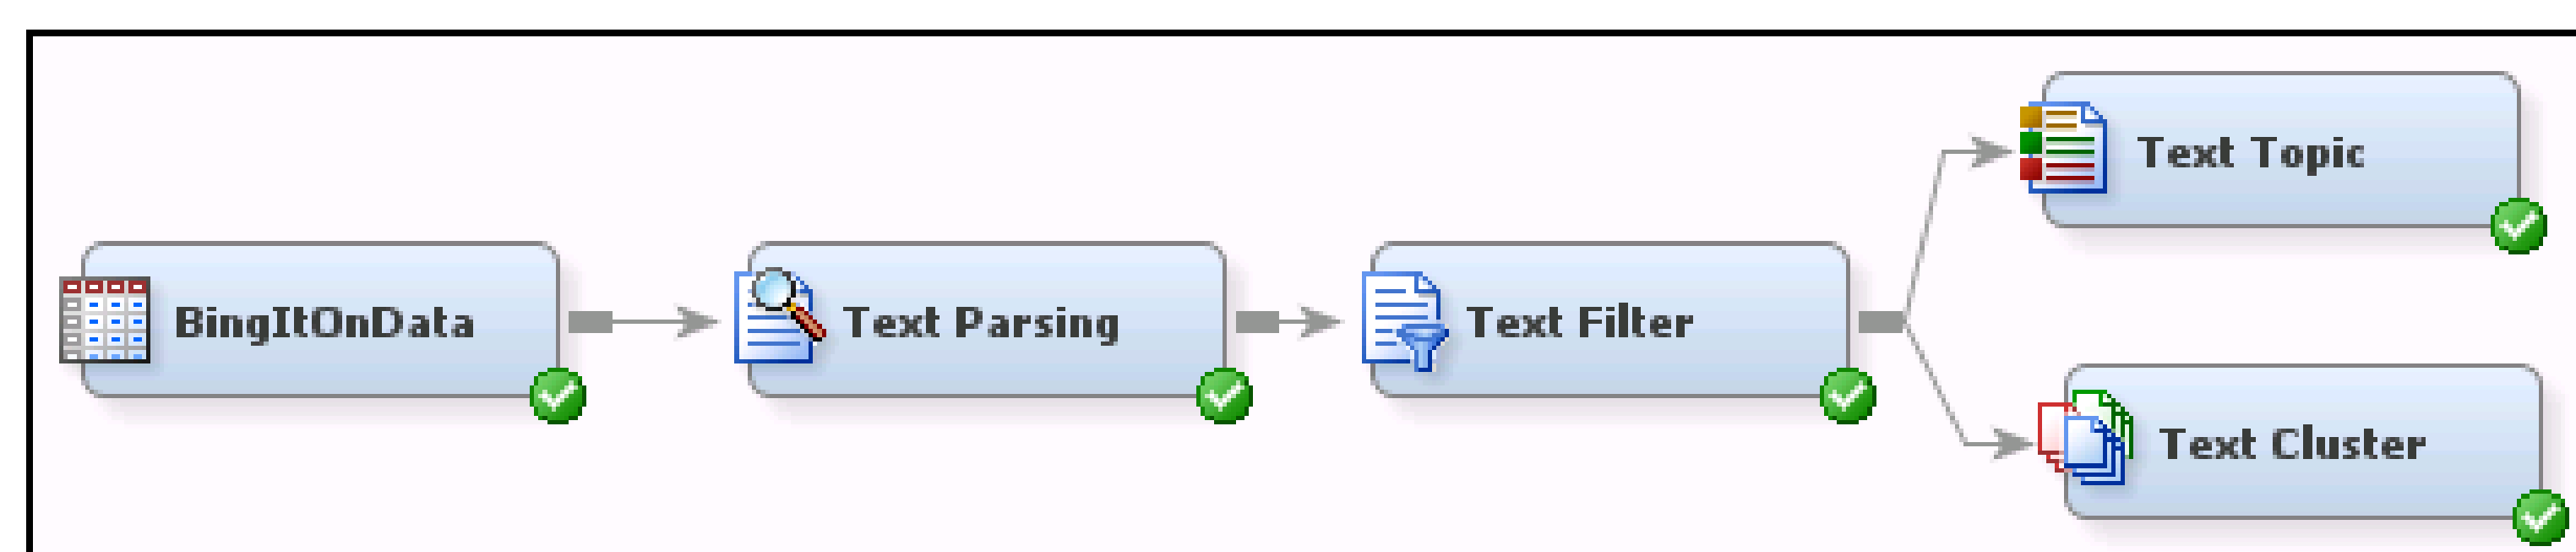 BingItOnData
Text Parsing
Text Filter
Text Topic
Text Cluster